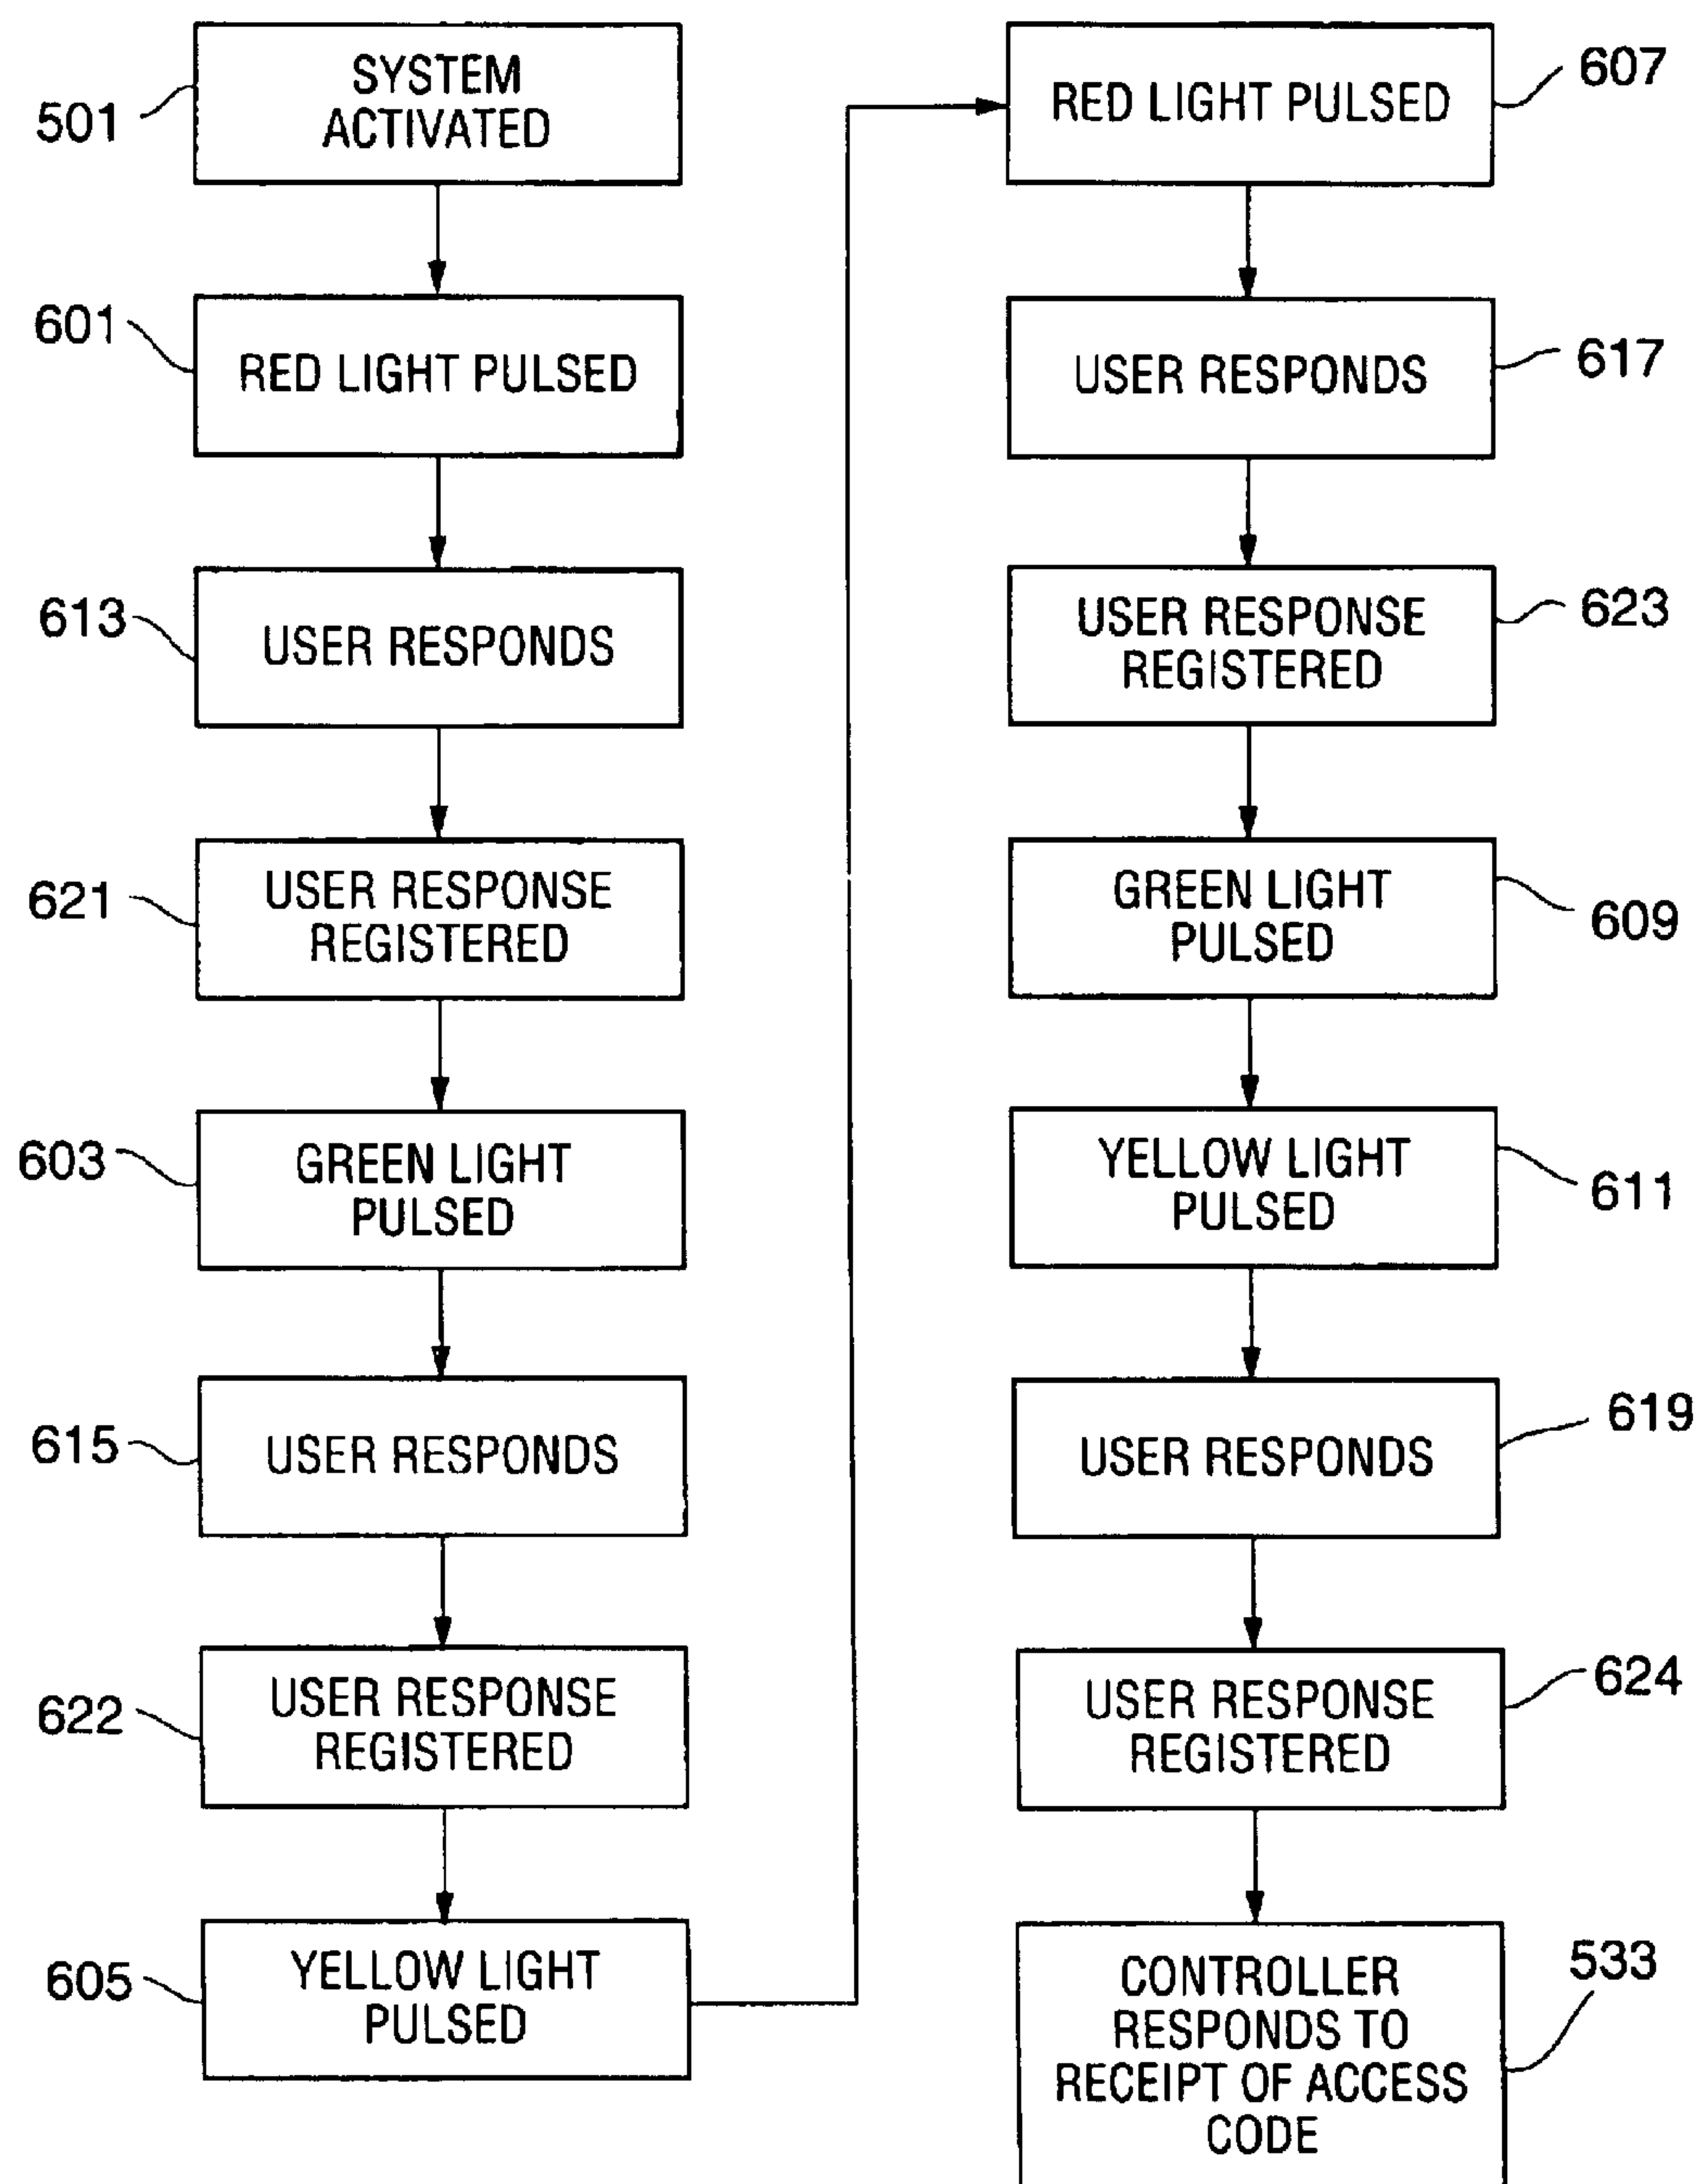 501
SYSTEM
ACTIVATED
601
RED LIGHT PULSED
613
USER RESPONDS
621
USER RESPONSE
REGISTERED
603
GREEN LIGHT
PULSED
615
USER RESPONDS
622
USER RESPONSE
REGISTERED
605
YELLOW LIGHT
PULSED
RED LIGHT PULSED
607
USER RESPONDS
617
USER RESPONSE
REGISTERED
623
GREEN LIGHT
PULSED
609
YELLOW LIGHT
PULSED
611
USER RESPONDS
619
USER RESPONSE
REGISTERED
624
CONTROLLER
RESPONDS TO
RECEIPT OF ACCESS
CODE
533